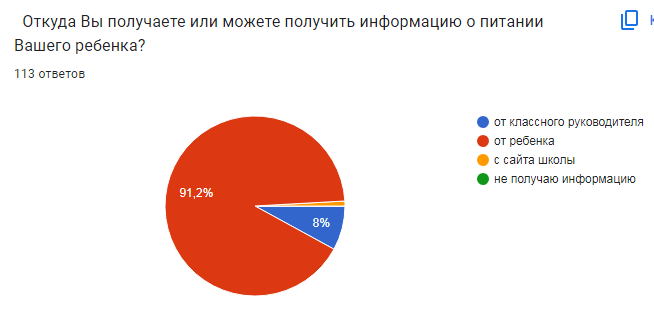 Откуда Вы получаете или можете получить информацию о питании
Вашего ребенка?
113 ответов
от классного руководителя
от ребенка
с сайта школы
не получаю информацию
91,2%
8%